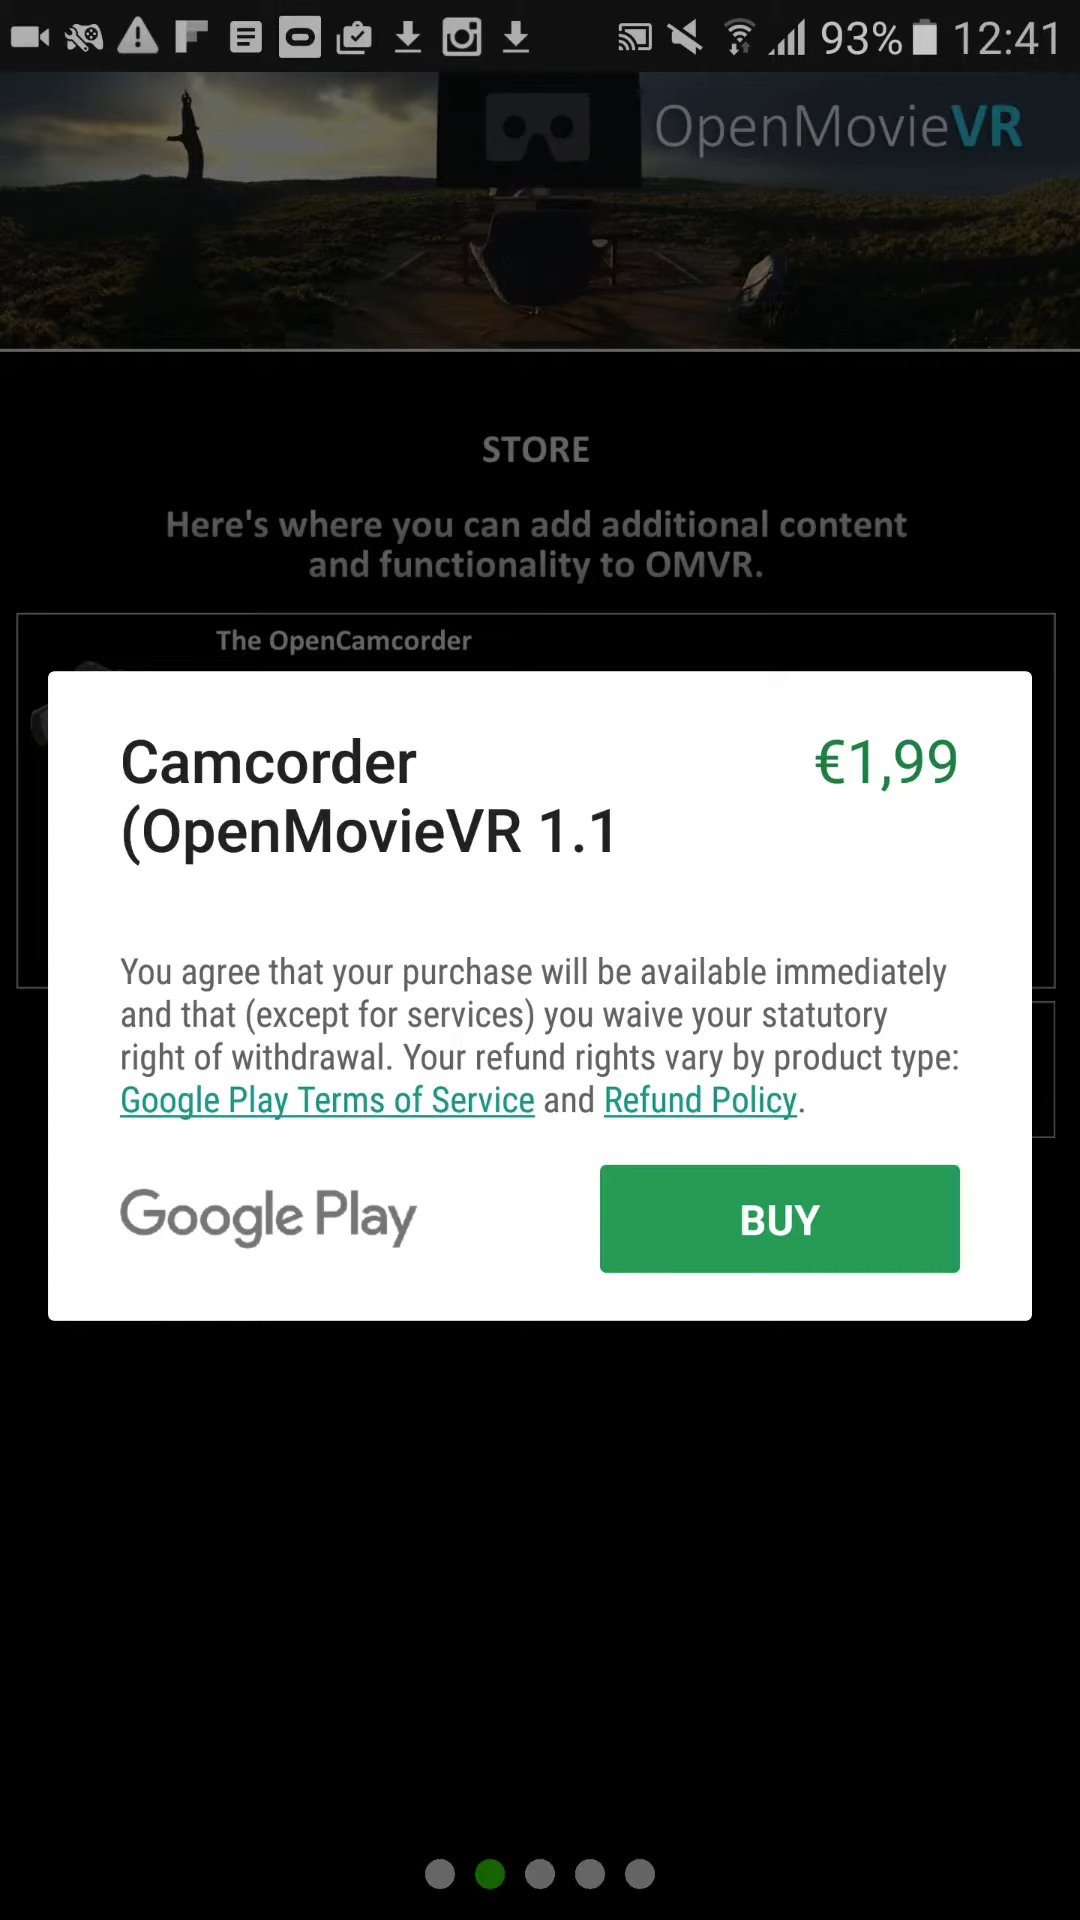 93% 12:41
OpenMovieVR
STORE
Here's where you can add additional content
and functionality to OMVR.
The OpenCamcorder
Camcorder €1,99
(OpenMovieVR 1.1
You agree that your purchase will be available immediately
and that (except for services) you waive your statutory
right of withdrawal. Your refund rights vary by product type:
Google Play Terms of Service and Refund Policy.
Google Play BUY